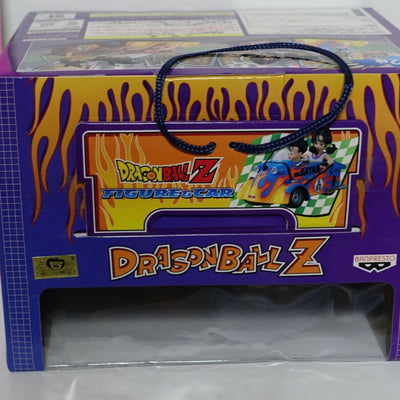 DRAGONBALL Z
FIGURE & CAR
DRAGONBALL Z
BANPRESTO